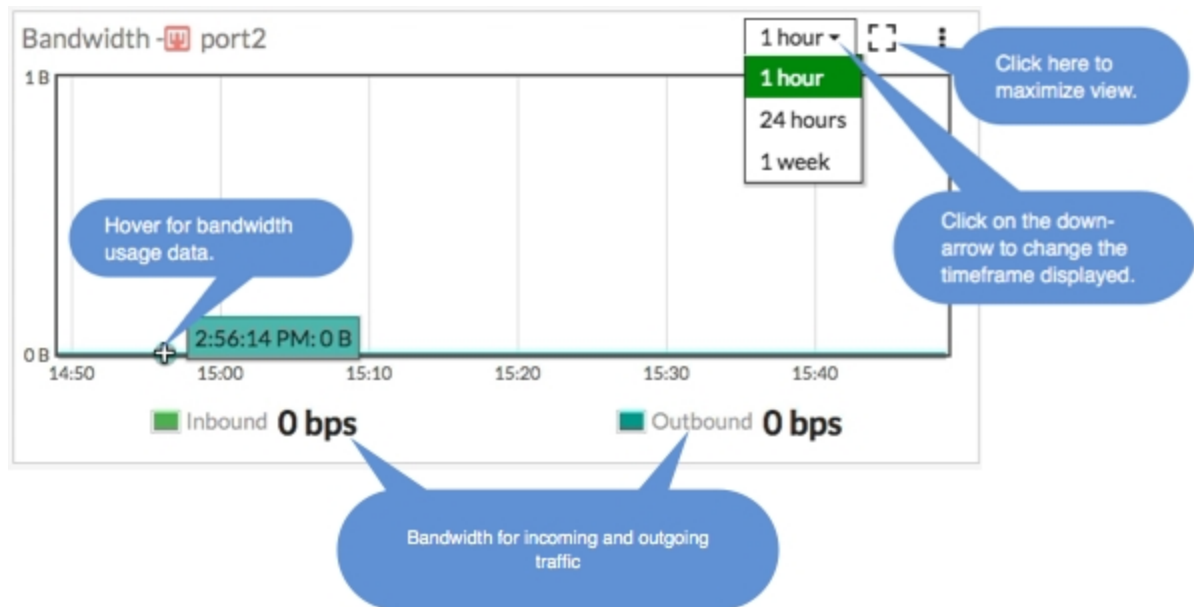 Bandwidth - port2
1 hour
1 hour
24 hours
1 week
Click here to
maximize view.
1 B
Hover for bandwidth
usage data.
Click on the down-
arrow to change the
timeframe displayed.
2:56:14 PM: 0 B
0 B
14:50 15:00 15:10 15:20 15:30 15:40
Inbound 0 bps Outbound 0 bps
Bandwidth for incoming and outgoing
traffic